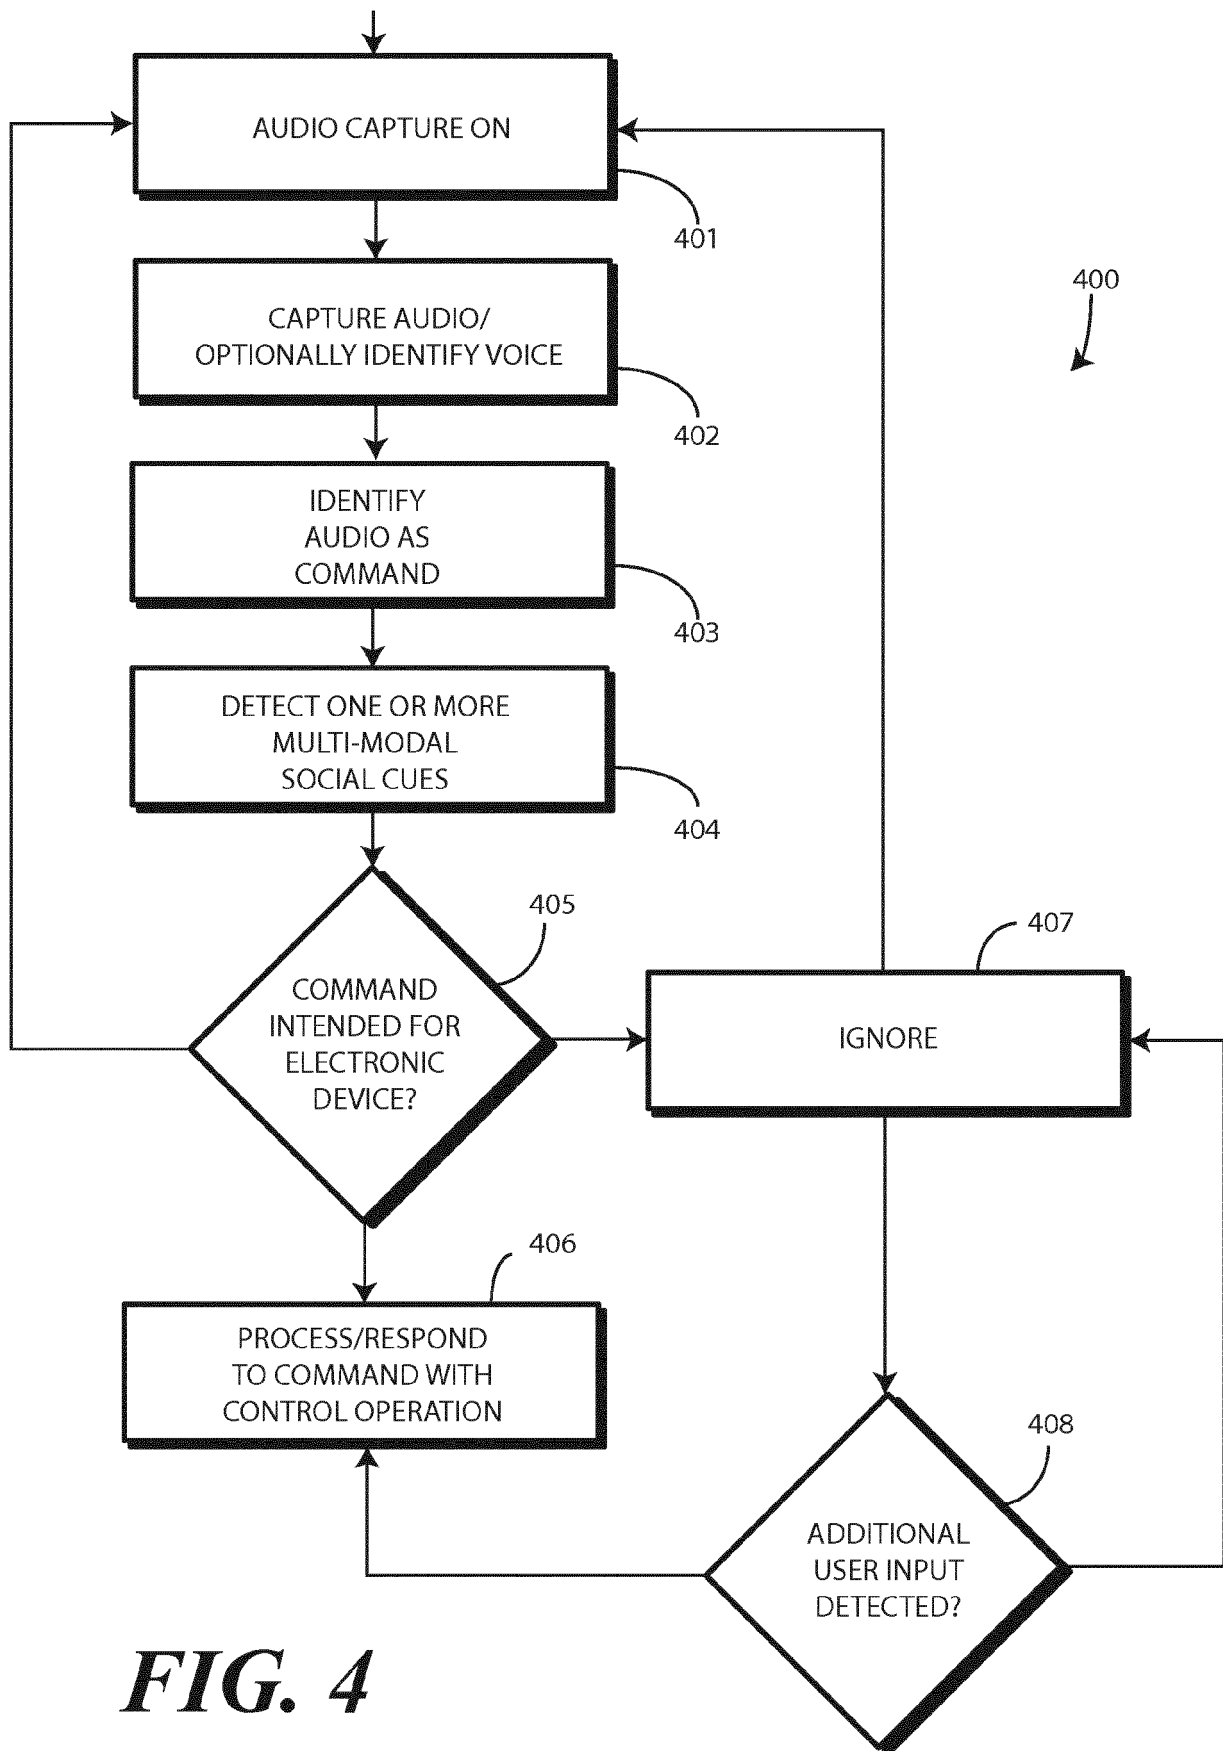 AUDIO CAPTURE ON
401
400
CAPTURE AUDIO/
OPTIONALLY IDENTIFY VOICE
402
IDENTIFY
AUDIO AS
COMMAND
403
DETECT ONE OR MORE
MULTI-MODAL
SOCIAL CUES
404
405
COMMAND
INTENDED FOR
ELECTRONIC
DEVICE?
407
IGNORE
406
PROCESS/RESPOND
TO COMMAND WITH
CONTROL OPERATION
408
ADDITIONAL
USER INPUT
DETECTED?
FIG. 4